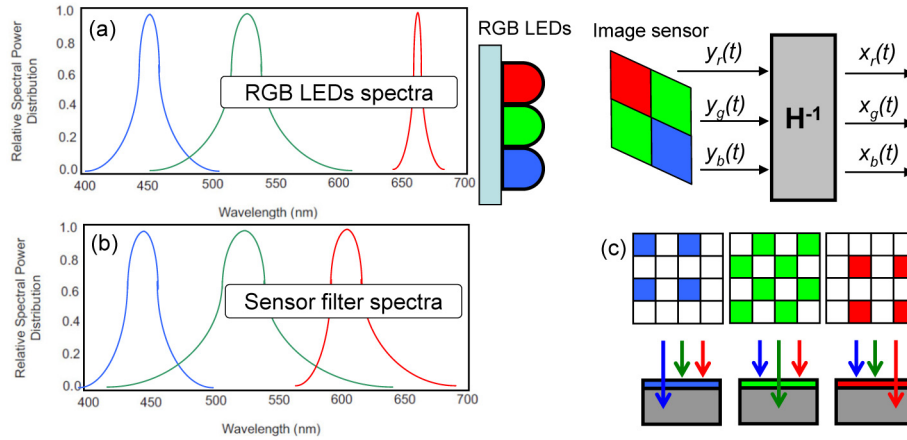 (a)
Relative Spectral Power
Distribution
1.0
0.8
0.6
0.4
0.2
0.0
RGB LEDs spectra
400
450
500
550
600
650
700
Wavelength (nm)
RGB LEDs
Image sensor
y_r(t)
y_g(t)
y_b(t)
H⁻¹
x_r(t)
x_g(t)
x_b(t)
(b)
Relative Spectral Power
Distribution
1.0
0.8
0.6
0.4
0.2
0.0
Sensor filter spectra
400
450
500
550
600
650
700
Wavelength (nm)
(c)